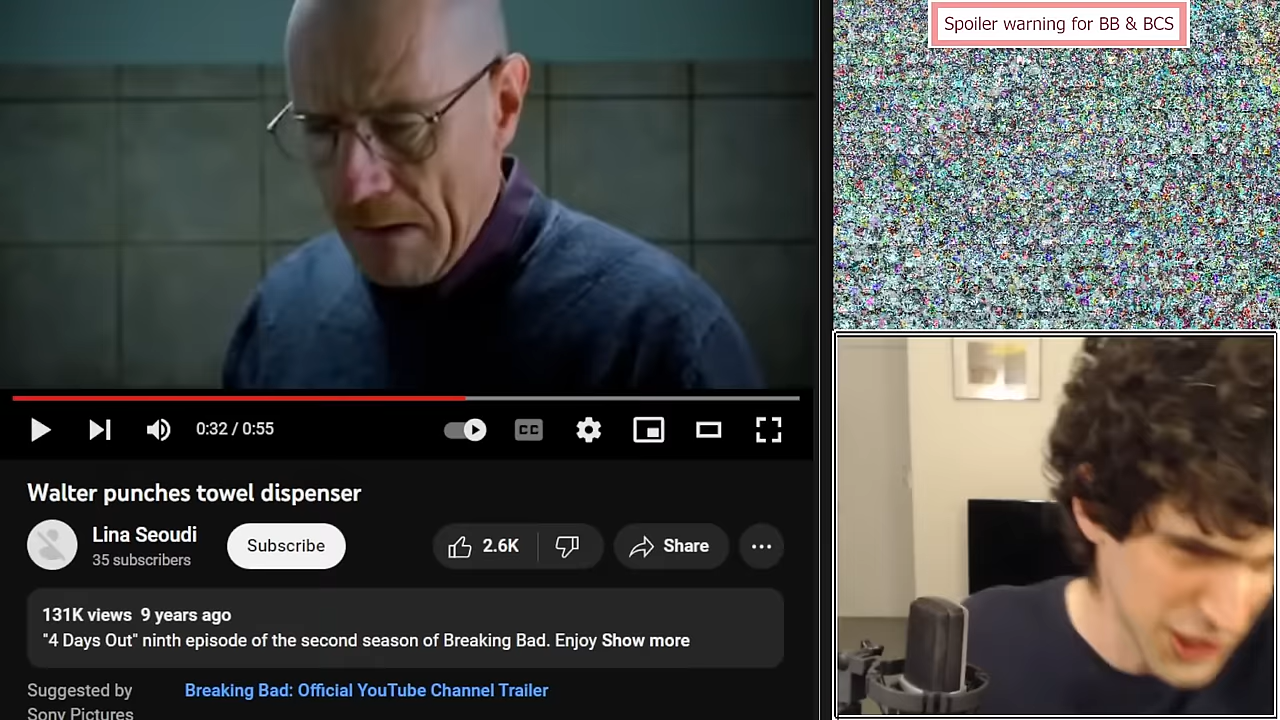 Spoiler warning for BB & BCS
0:32 / 0:55
CC
Walter punches towel dispenser
Lina Seoudi
35 subscribers
Subscribe
2.6K
Share
131K views 9 years ago
"4 Days Out" ninth episode of the second season of Breaking Bad. Enjoy Show more
Suggested by
Sony Pictures
Breaking Bad: Official YouTube Channel Trailer